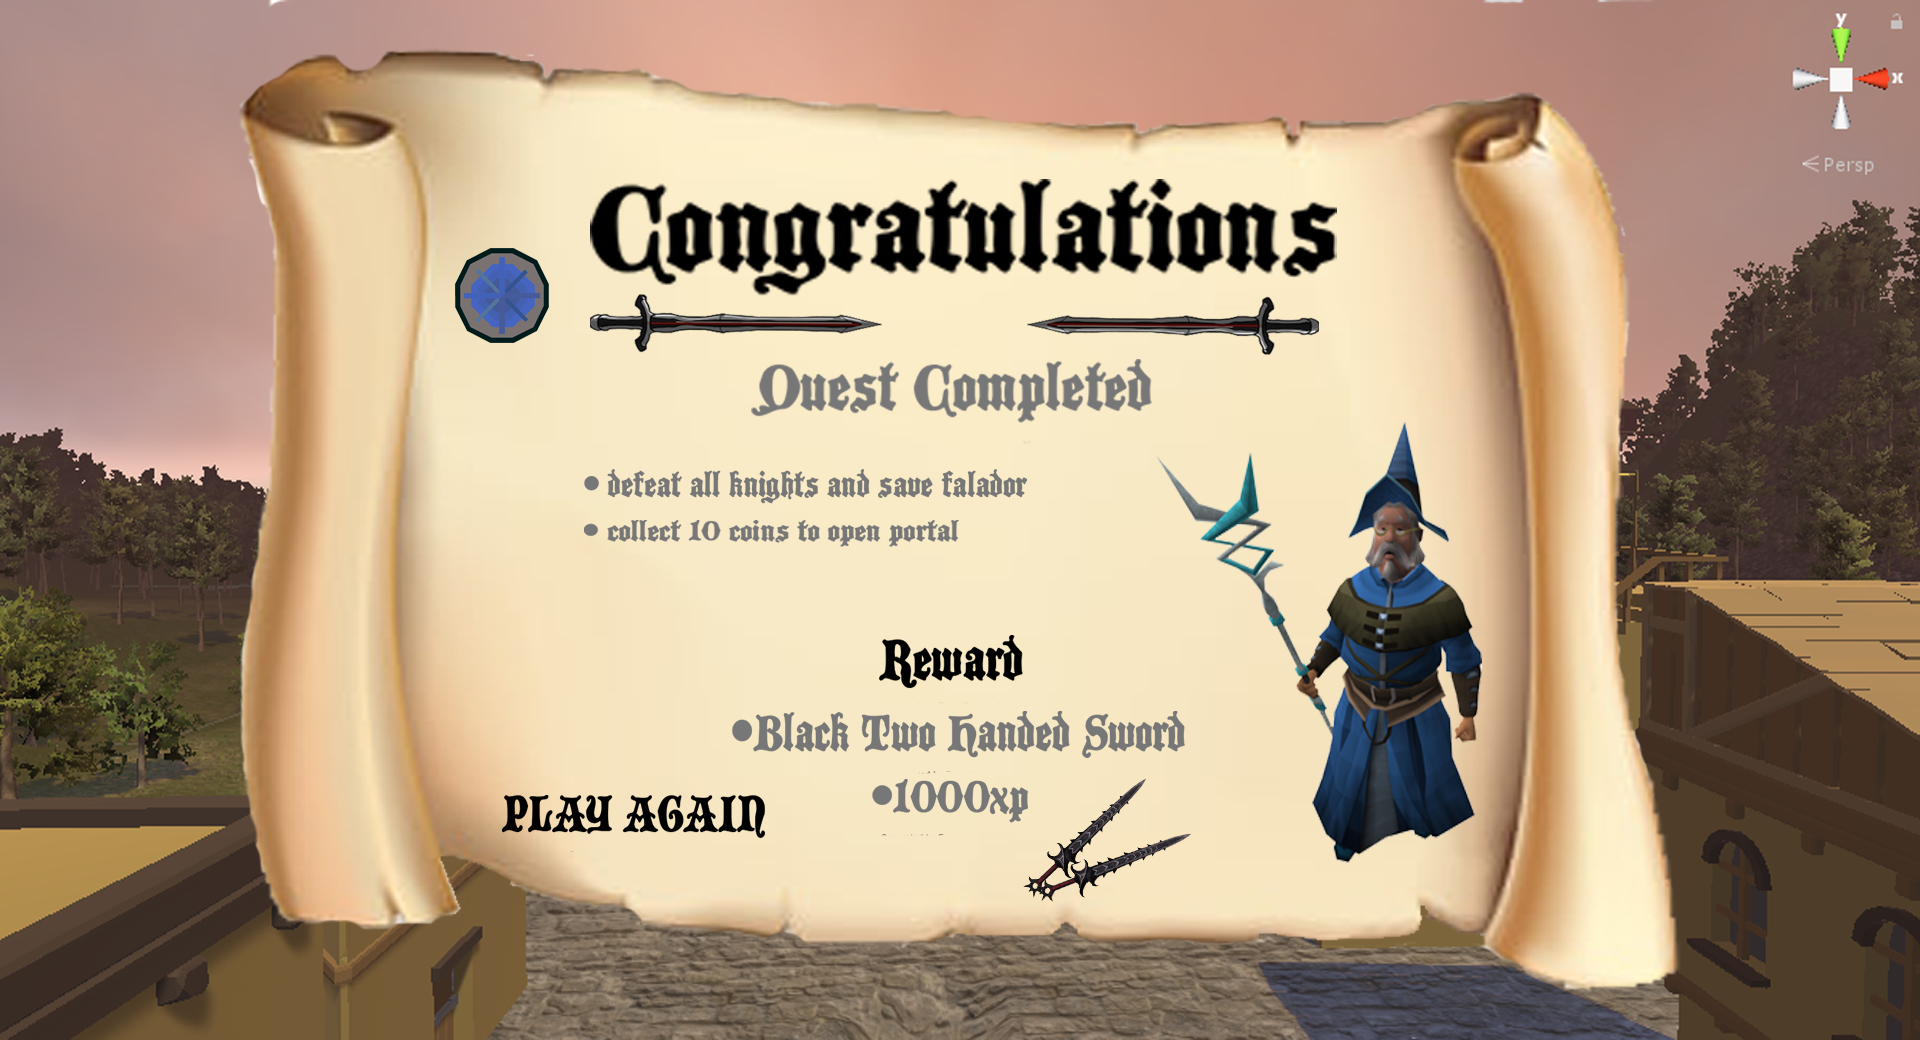 y
x
< Persp
Congratulations
Quest Completed
• defeat all knights and save falador
• collect 10 coins to open portal
Reward
•Black Two Handed Sword
•1000xp
PLAY AGAIN